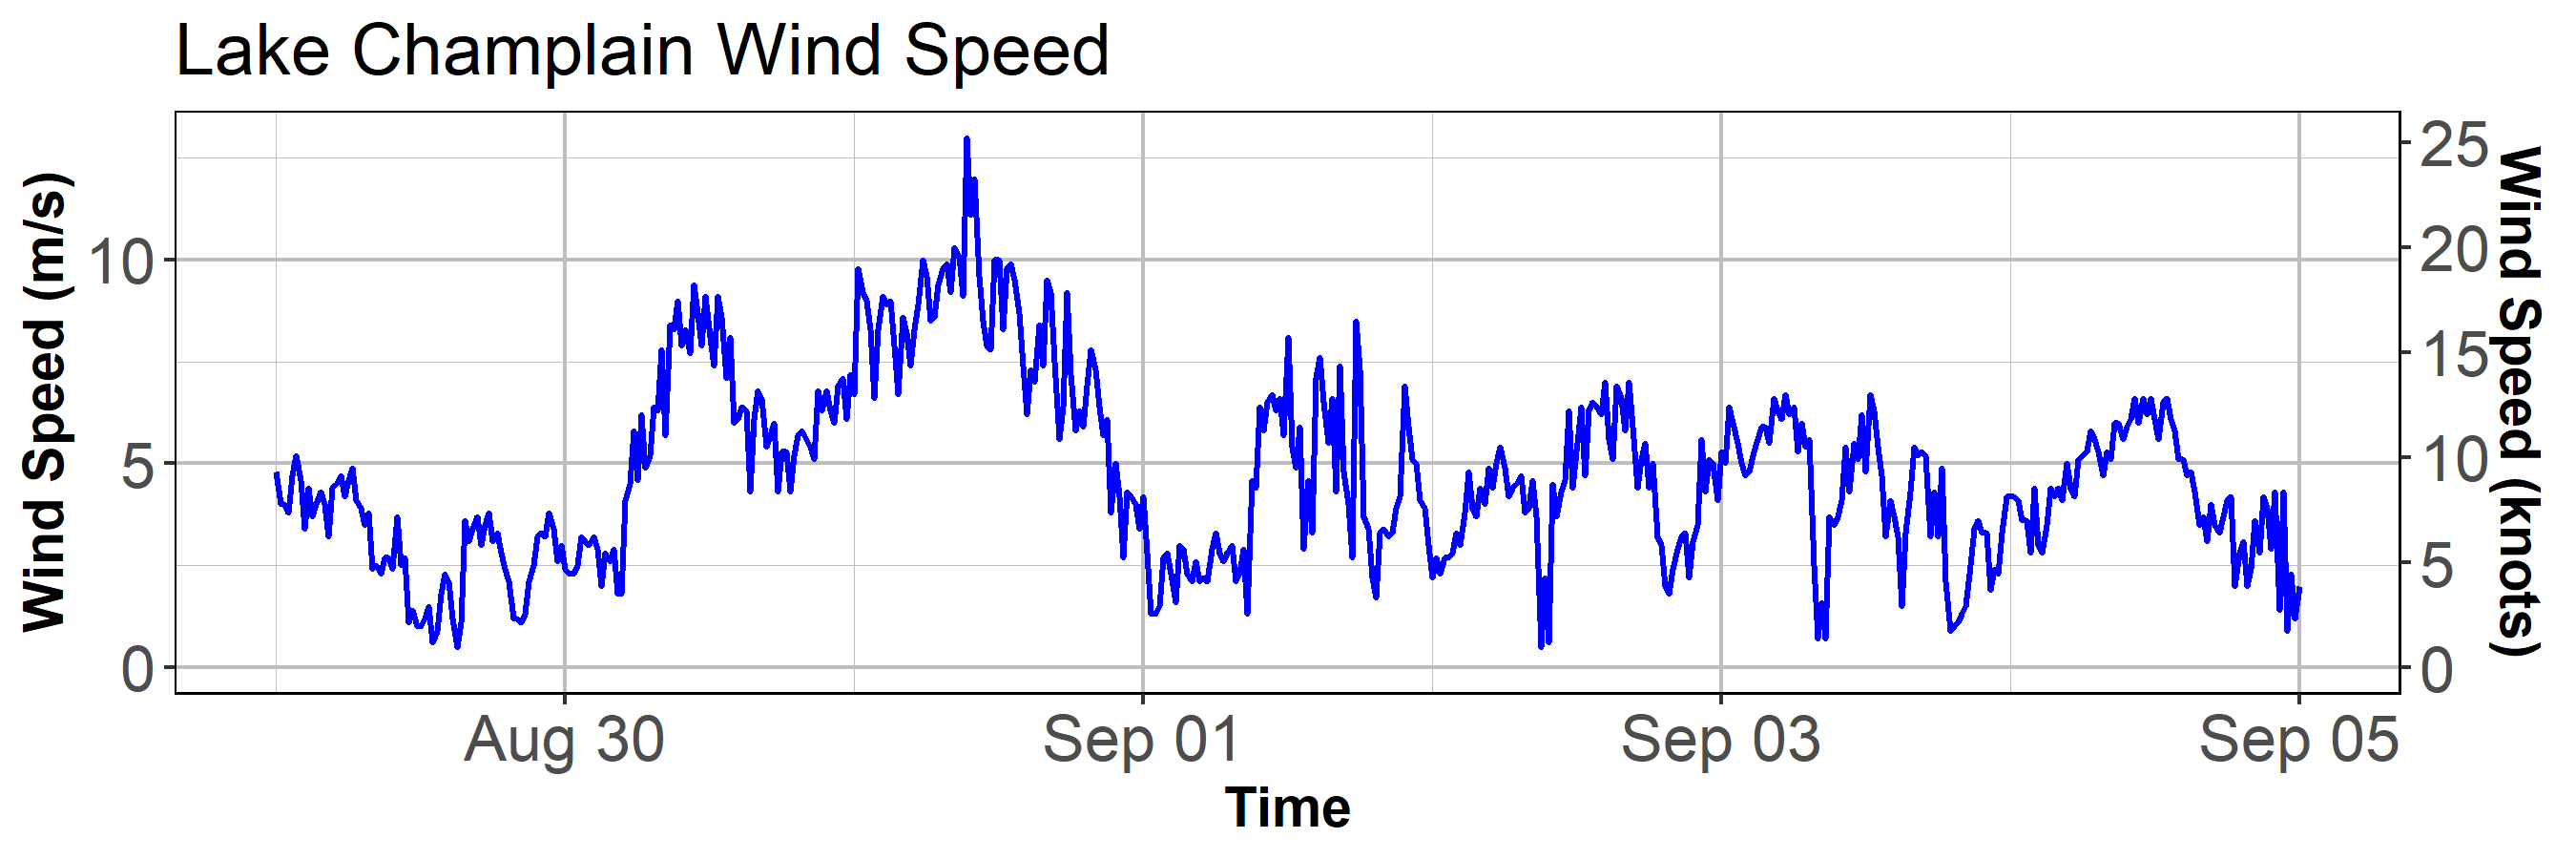 Lake Champlain Wind Speed
Wind Speed (m/s)
10
5
0
25
20
15
10
5
0
Wind Speed (knots)
Aug 30
Sep 01
Sep 03
Sep 05
Time